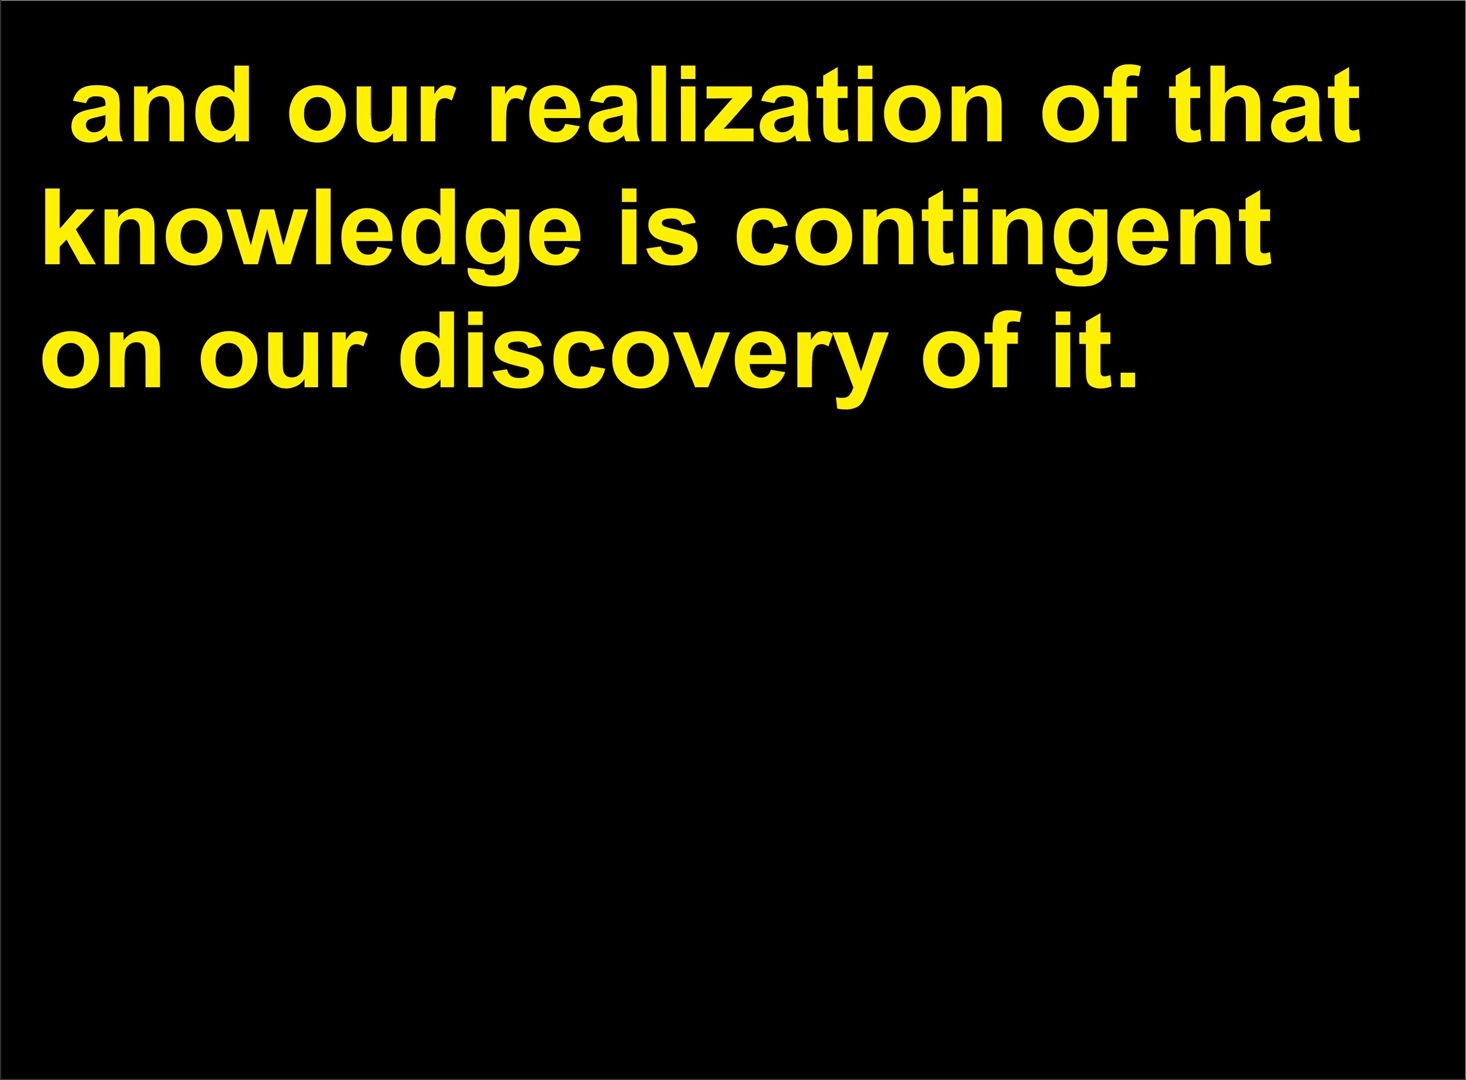 and our realization of that
knowledge is contingent
on our discovery of it.